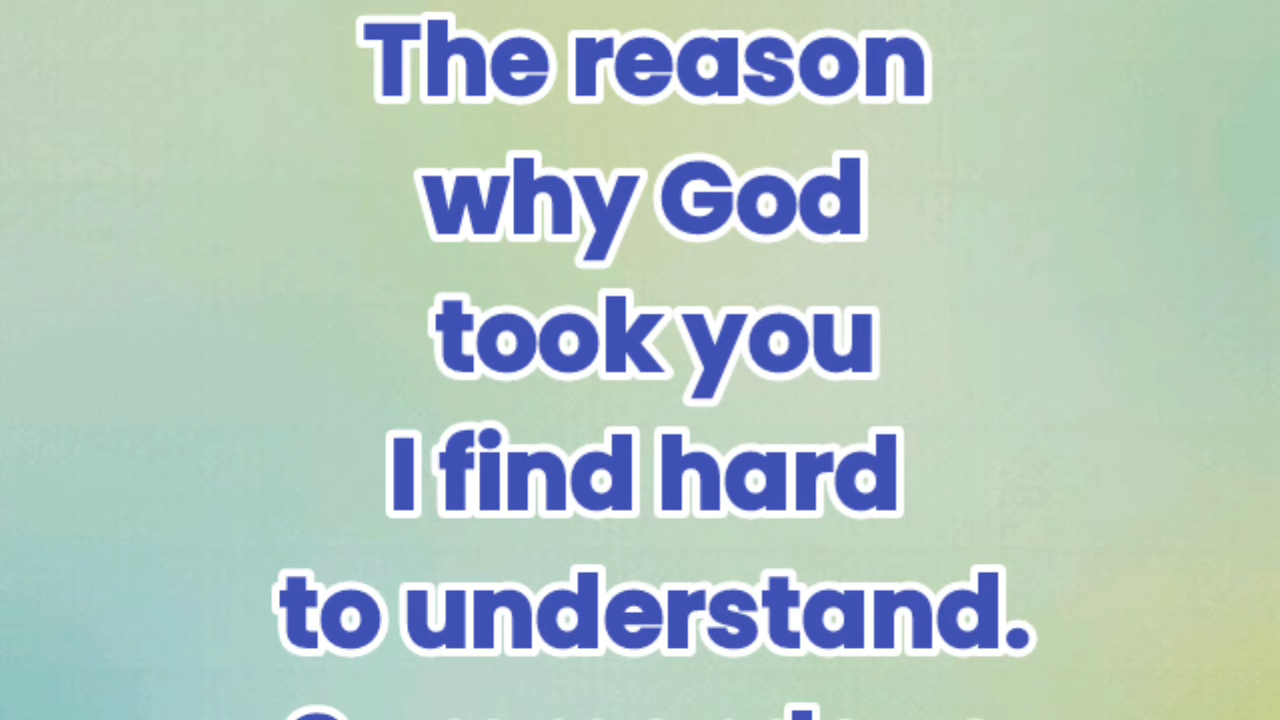 The reason
why God
took you
I find hard
to understand.